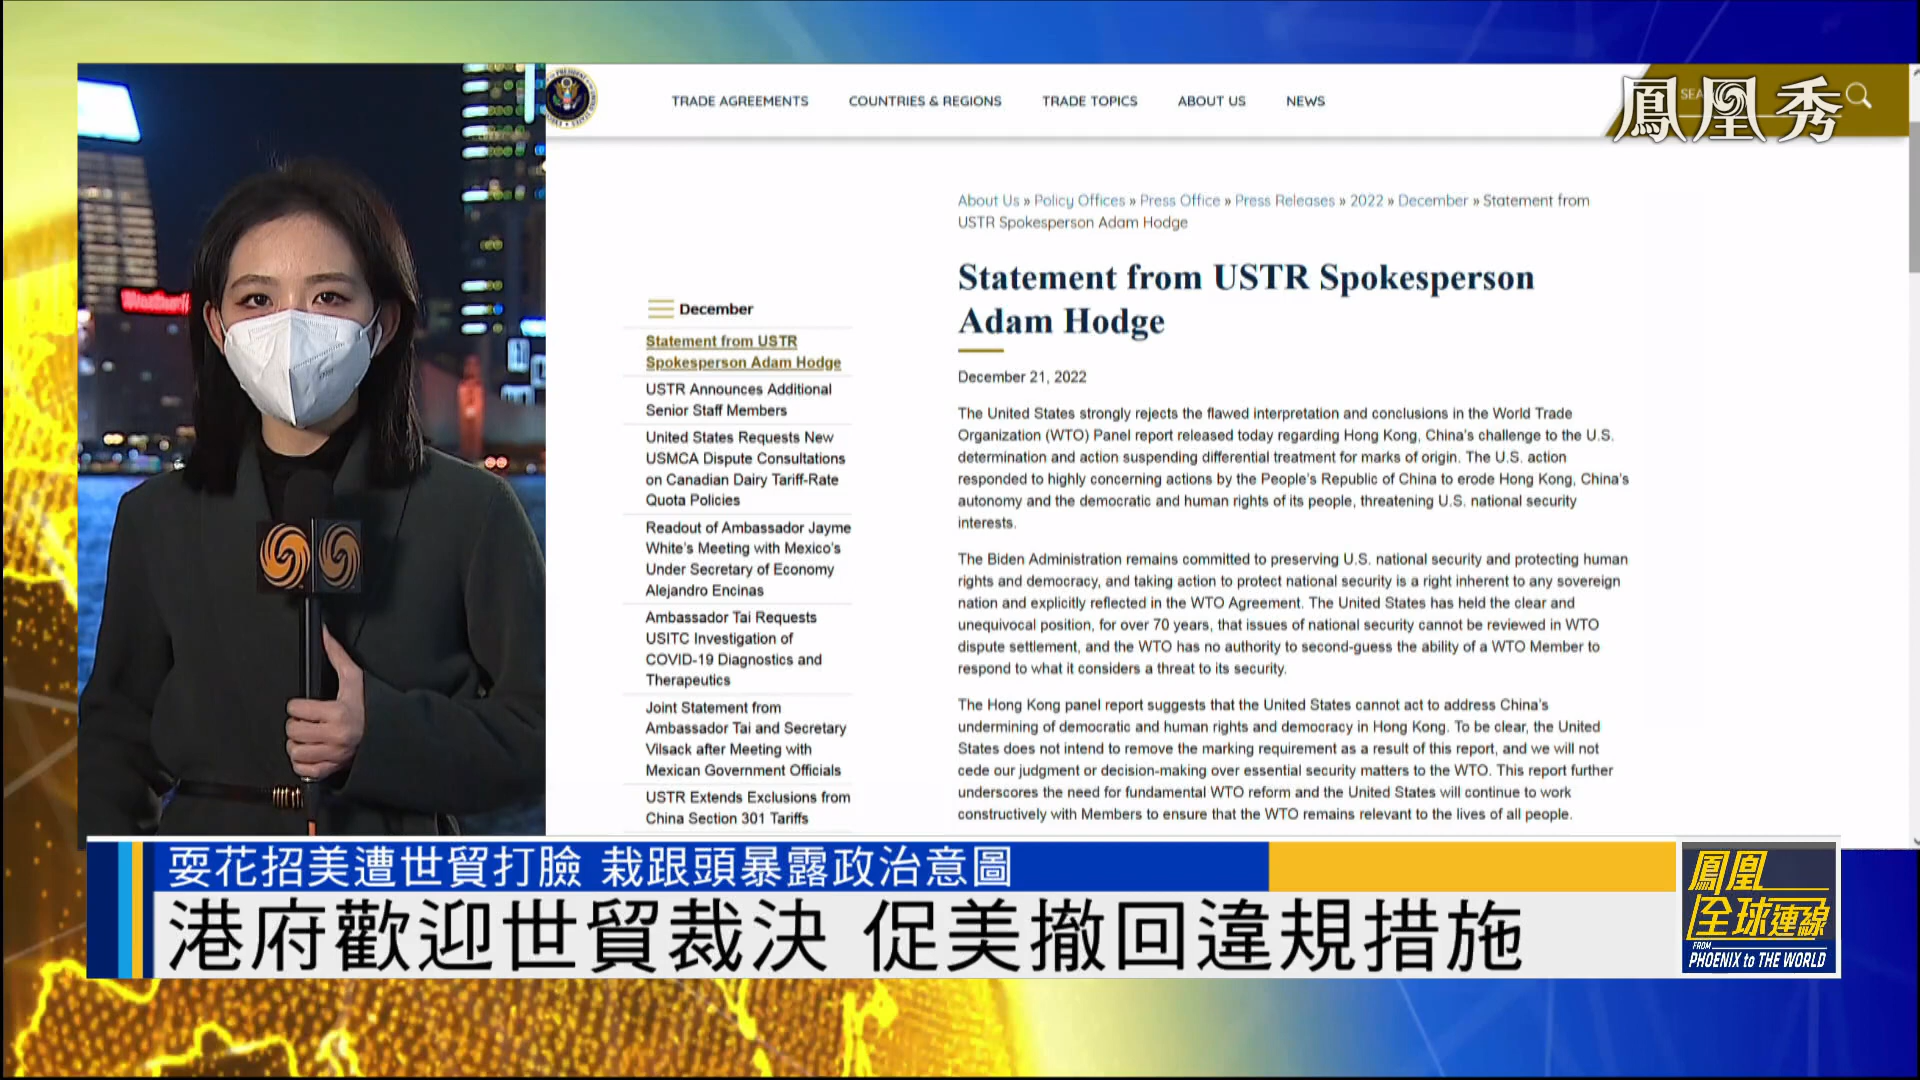 TRADE AGREEMENTS COUNTRIES & REGIONS TRADE TOPICS ABOUT US NEWS
鳳凰秀
About Us » Policy Offices » Press Office » Press Releases » 2022 » December » Statement from
USTR Spokesperson Adam Hodge
Statement from USTR Spokesperson
Adam Hodge
December 21, 2022
The United States strongly rejects the flawed interpretation and conclusions in the World Trade
Organization (WTO) Panel report released today regarding Hong Kong, China's challenge to the U.S.
determination and action suspending differential treatment for marks of origin. The U.S. action
responded to highly concerning actions by the People's Republic of China to erode Hong Kong, China's
autonomy and the democratic and human rights of its people, threatening U.S. national security
interests.
The Biden Administration remains committed to preserving U.S. national security and protecting human
rights and democracy, and taking action to protect national security is a right inherent to any sovereign
nation and explicitly reflected in the WTO Agreement. The United States has held the clear and
unequivocal position, for over 70 years, that issues of national security cannot be reviewed in WTO
dispute settlement, and the WTO has no authority to second-guess the ability of a WTO Member to
respond to what it considers a threat to its security.
The Hong Kong panel report suggests that the United States cannot act to address China's
undermining of democratic and human rights and democracy in Hong Kong. To be clear, the United
States does not intend to remove the marking requirement as a result of this report, and we will not
cede our judgment or decision-making over essential security matters to the WTO. This report further
underscores the need for fundamental WTO reform and the United States will continue to work
constructively with Members to ensure that the WTO remains relevant to the lives of all people.
December
Statement from USTR
Spokesperson Adam Hodge
USTR Announces Additional
Senior Staff Members
United States Requests New
USMCA Dispute Consultations
on Canadian Dairy Tariff-Rate
Quota Policies
Readout of Ambassador Jayme
White's Meeting with Mexico's
Under Secretary of Economy
Alejandro Encinas
Ambassador Tai Requests
USITC Investigation of
COVID-19 Diagnostics and
Therapeutics
Joint Statement from
Ambassador Tai and Secretary
Vilsack after Meeting with
Mexican Government Officials
USTR Extends Exclusions from
China Section 301 Tariffs
耍花招美遭世貿打臉 栽跟頭暴露政治意圖
港府歡迎世貿裁決 促美撤回違規措施
鳳凰
全球連線
FROM
PHOENIX to THE WORLD